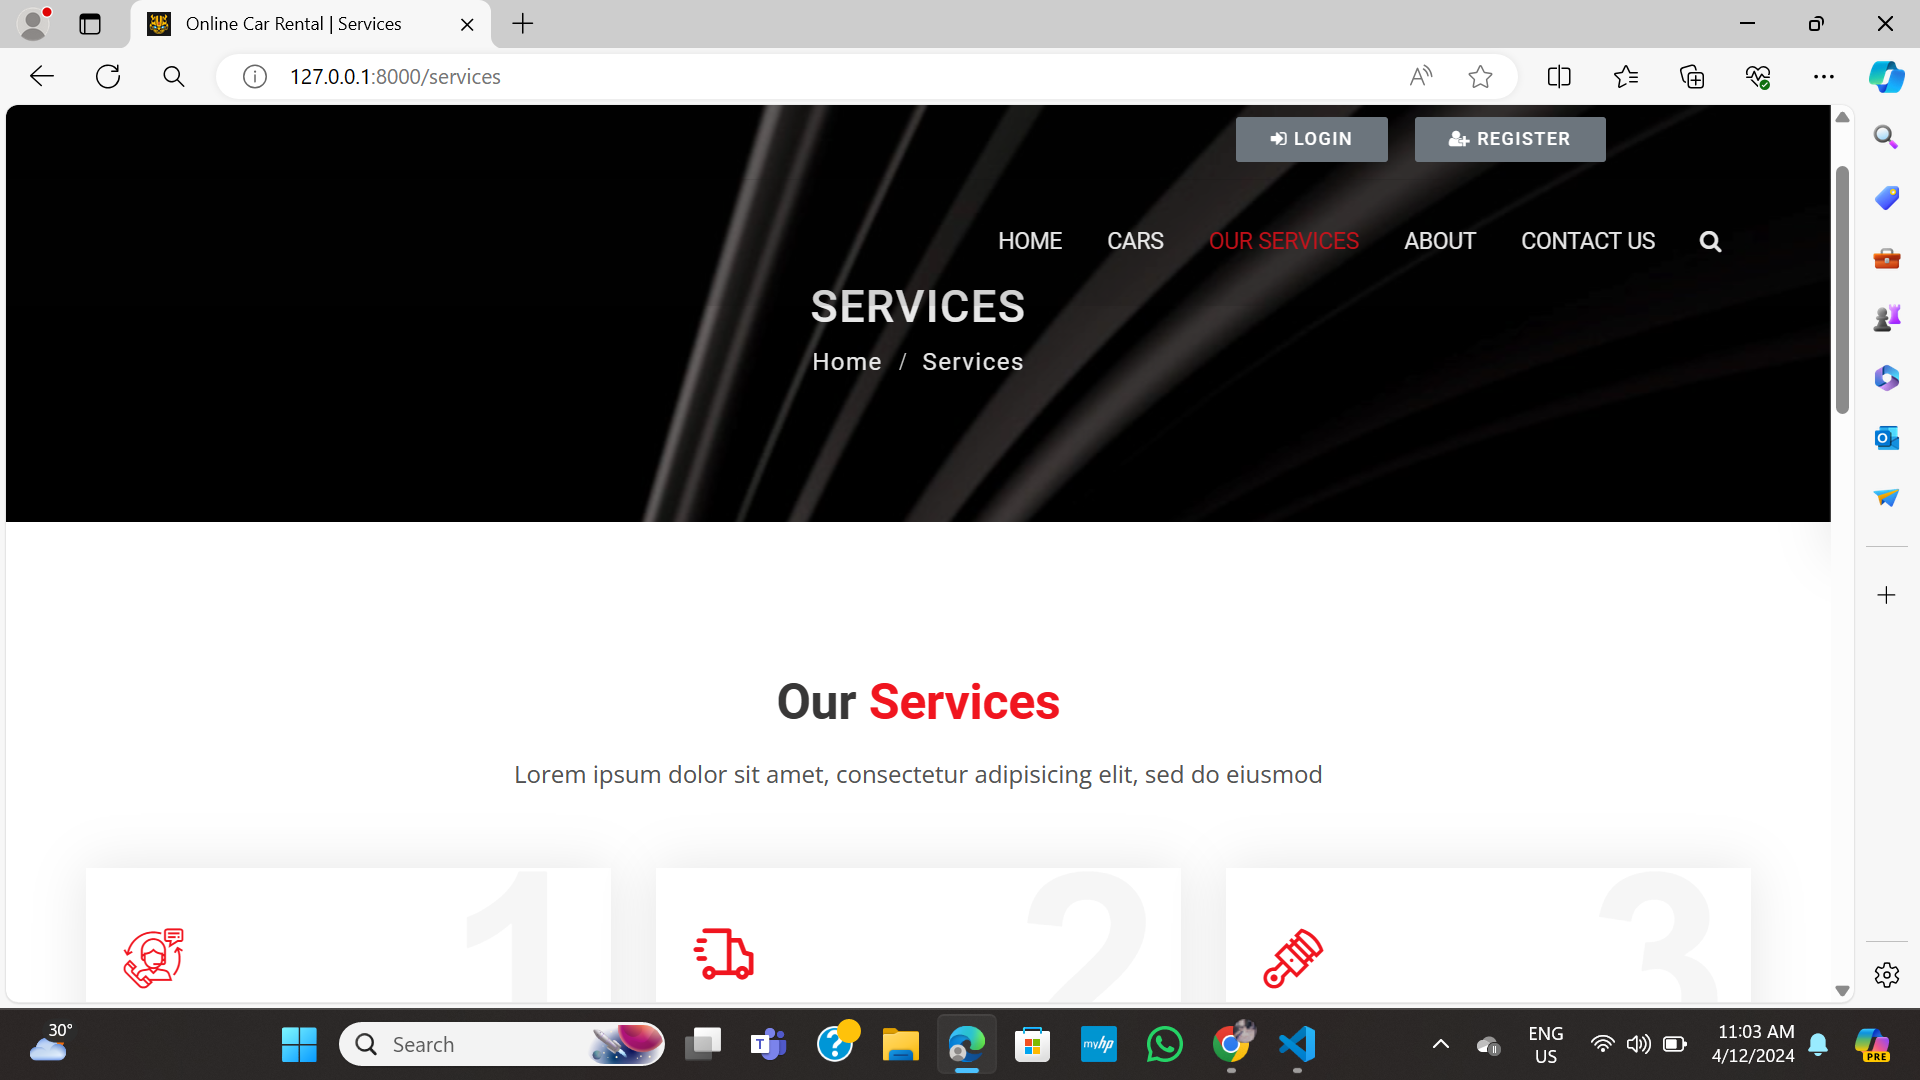 Online Car Rental | Services
127.0.0.1:8000/services
LOGIN
REGISTER
HOME CARS OUR SERVICES ABOUT CONTACT US
SERVICES
Home / Services
Our Services
Lorem ipsum dolor sit amet, consectetur adipisicing elit, sed do eiusmod
1 2 3
30°
Search
T
myhp
ENG
US
11:03 AM
4/12/2024
PRE